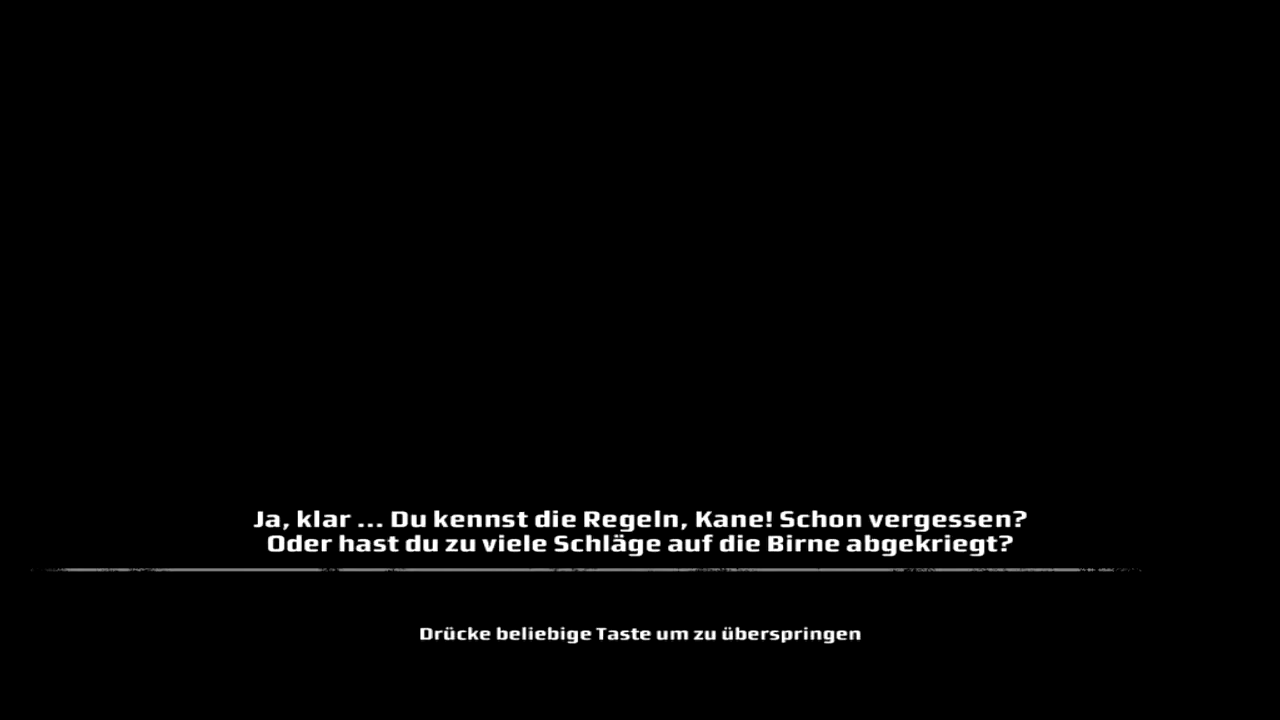 Ja, klar ... Du kennst die Regeln, Kane! Schon vergessen?
Oder hast du zu viele Schläge auf die Birne abgekriegt?
Drücke beliebige Taste um zu überspringen